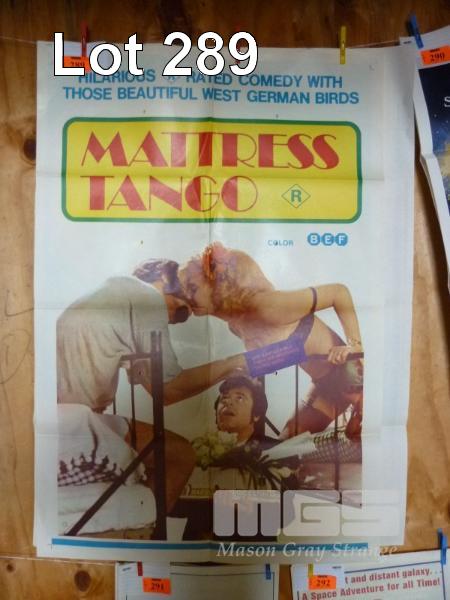 Lot 289
289
290
HILARIOUS RATED COMEDY WITH
THOSE BEAUTIFUL WEST GERMAN BIRDS
MATTRESS
TANGO
R
COLOR BEF
MGS
Mason Gray Strange
291
292
t and distant galaxy...
A Space Adventure for all Time!